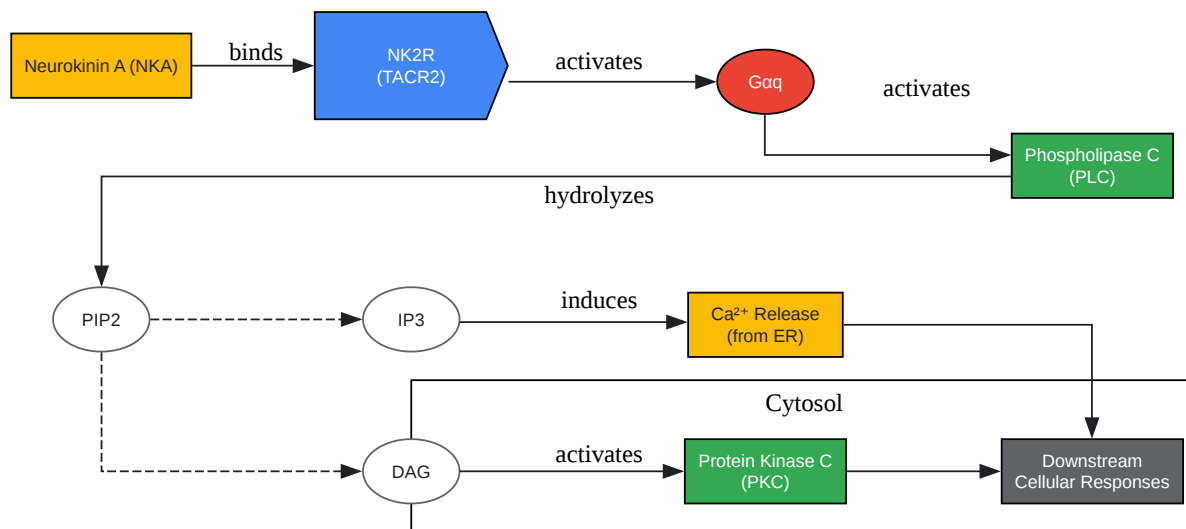 Neurokinin A (NKA)
binds
NK2R
(TACR2)
activates
Gαq
activates
Phospholipase C
(PLC)
hydrolyzes
PIP2
IP3
induces
Ca²⁺ Release
(from ER)
Cytosol
DAG
activates
Protein Kinase C
(PKC)
Downstream
Cellular Responses